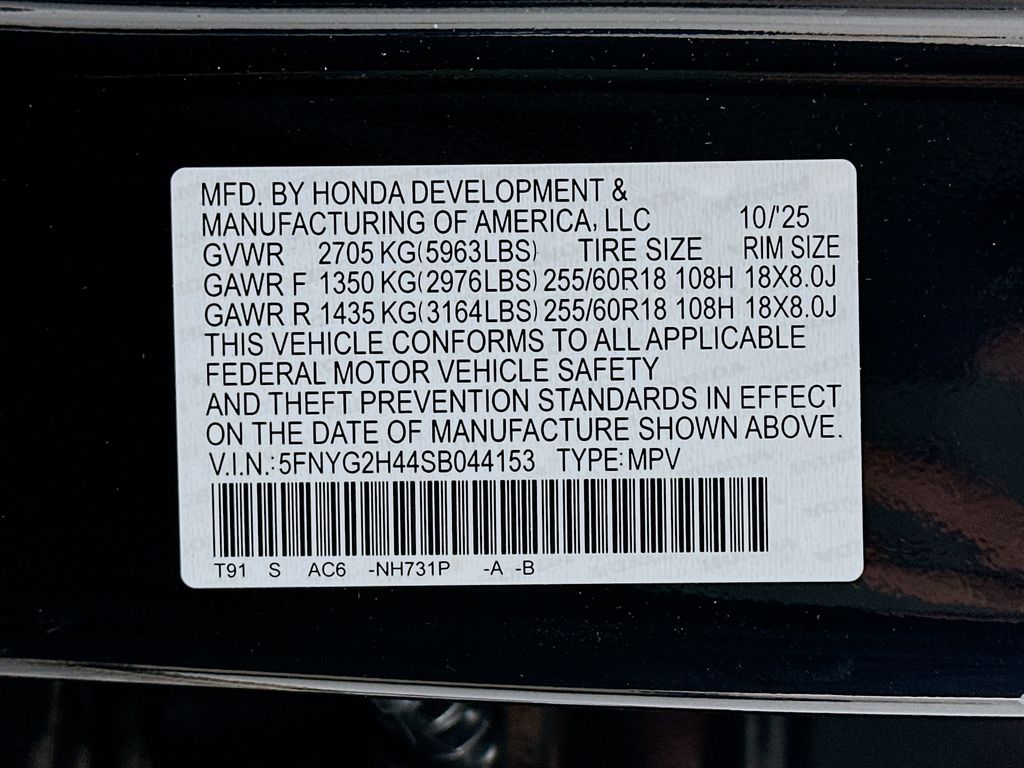 MFD. BY HONDA DEVELOPMENT &
MANUFACTURING OF AMERICA, LLC 10/'25
GVWR 2705 KG(5963LBS) TIRE SIZE RIM SIZE
GAWR F 1350 KG(2976LBS) 255/60R18 108H 18X8.0J
GAWR R 1435 KG(3164LBS) 255/60R18 108H 18X8.0J
THIS VEHICLE CONFORMS TO ALL APPLICABLE
FEDERAL MOTOR VEHICLE SAFETY
AND THEFT PREVENTION STANDARDS IN EFFECT
ON THE DATE OF MANUFACTURE SHOWN ABOVE.
V.I.N.:5FNYG2H44SB044153 TYPE:MPV
T91 S AC6 -NH731P -A -B